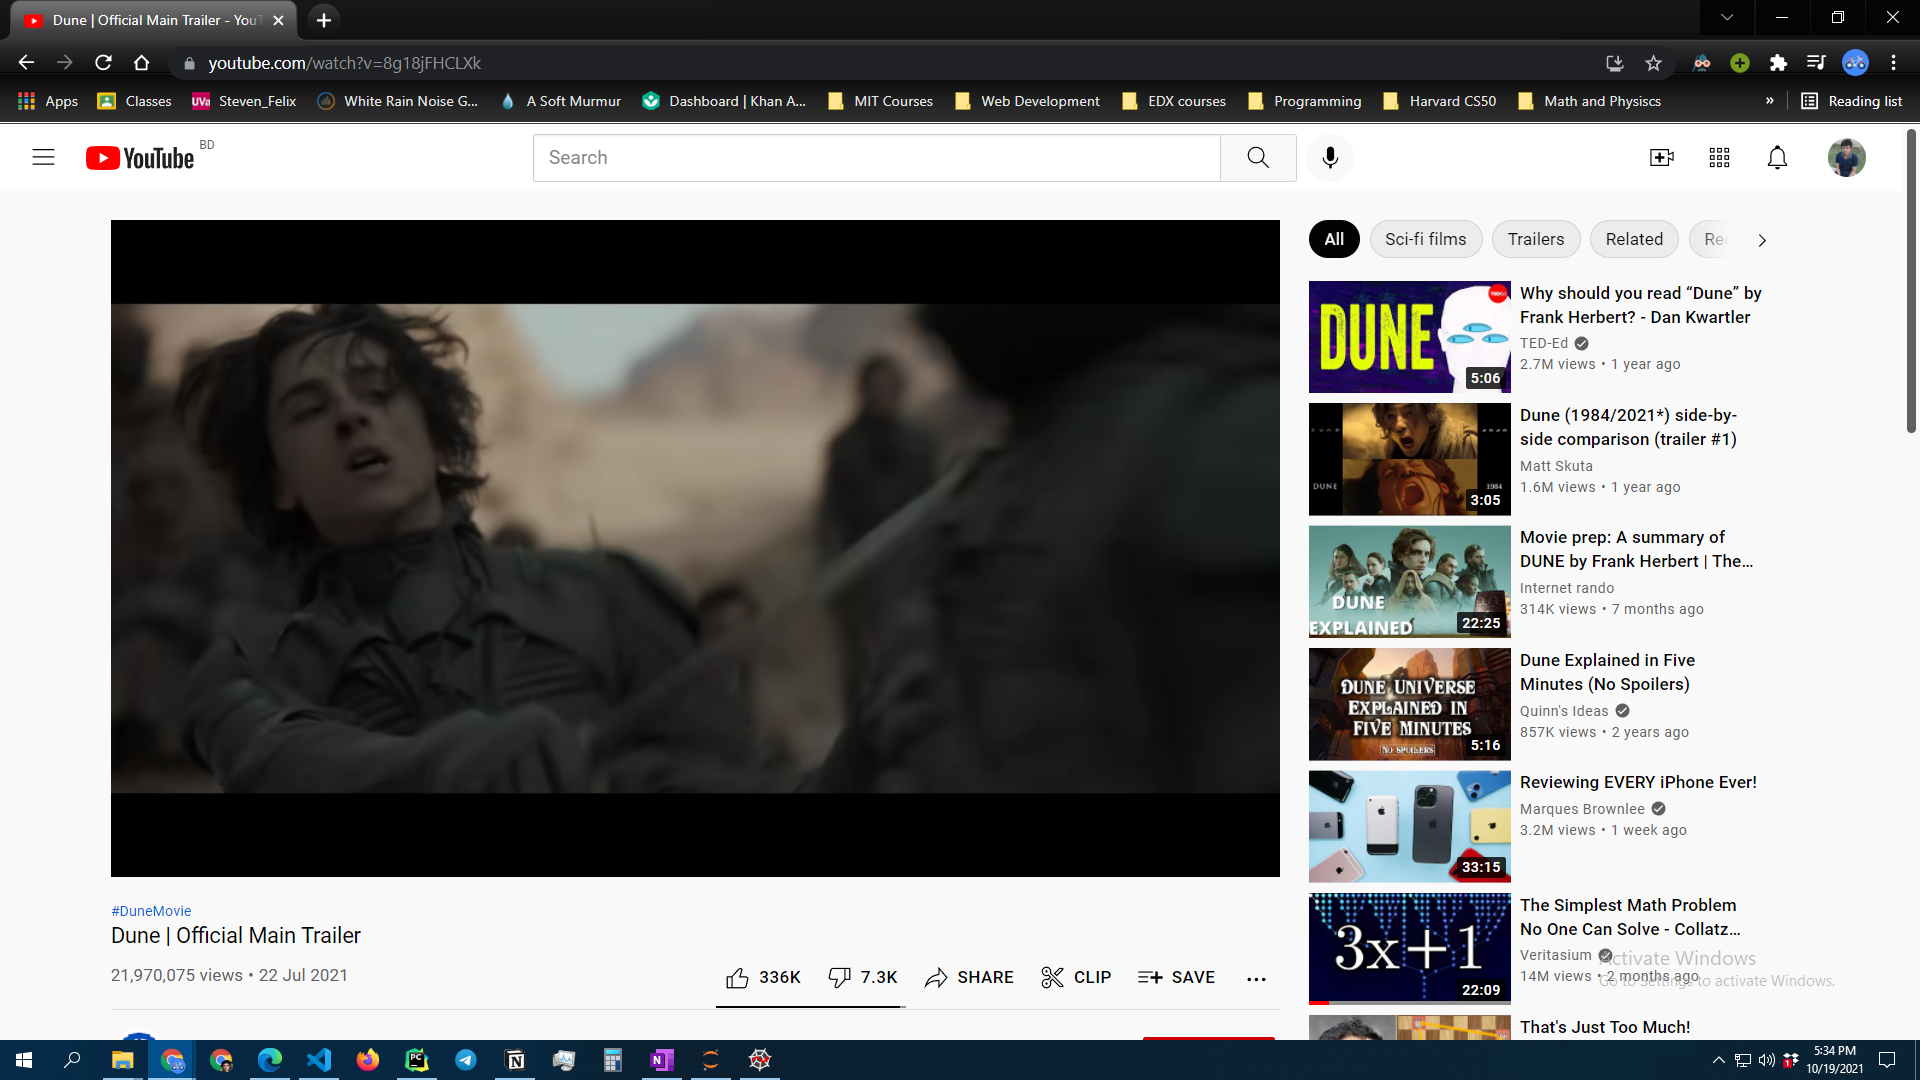 Dune | Official Main Trailer - YouT
youtube.com/watch?v=8g18jFHCLXk
Apps
Classes
UVa
Steven_Felix
White Rain Noise G...
A Soft Murmur
Dashboard | Khan A...
MIT Courses
Web Development
EDX courses
Programming
Harvard CS50
Math and Physiscs
»
Reading list
YouTube BD
Search
All
Sci-fi films
Trailers
Related
Rec
DUNE
5:06
Why should you read “Dune” by
Frank Herbert? - Dan Kwartler
TED-Ed
2.7M views • 1 year ago
DUNE
1984
3:05
Dune (1984/2021*) side-by-
side comparison (trailer #1)
Matt Skuta
1.6M views • 1 year ago
DUNE
EXPLAINED
22:25
Movie prep: A summary of
DUNE by Frank Herbert | The...
Internet rando
314K views • 7 months ago
DUNE UNIVERSE
EXPLAINED IN
FIVE MINUTES
NO SPOILERS
5:16
Dune Explained in Five
Minutes (No Spoilers)
Quinn's Ideas
857K views • 2 years ago
33:15
Reviewing EVERY iPhone Ever!
Marques Brownlee
3.2M views • 1 week ago
3x+1
22:09
The Simplest Math Problem
No One Can Solve - Collatz...
Veritasium
14M views • 2 months ago
That's Just Too Much!
#DuneMovie
Dune | Official Main Trailer
21,970,075 views • 22 Jul 2021
336K
7.3K
SHARE
CLIP
SAVE
Activate Windows
Go to Settings to activate Windows.
PC
N
N
1
5:34 PM
10/19/2021